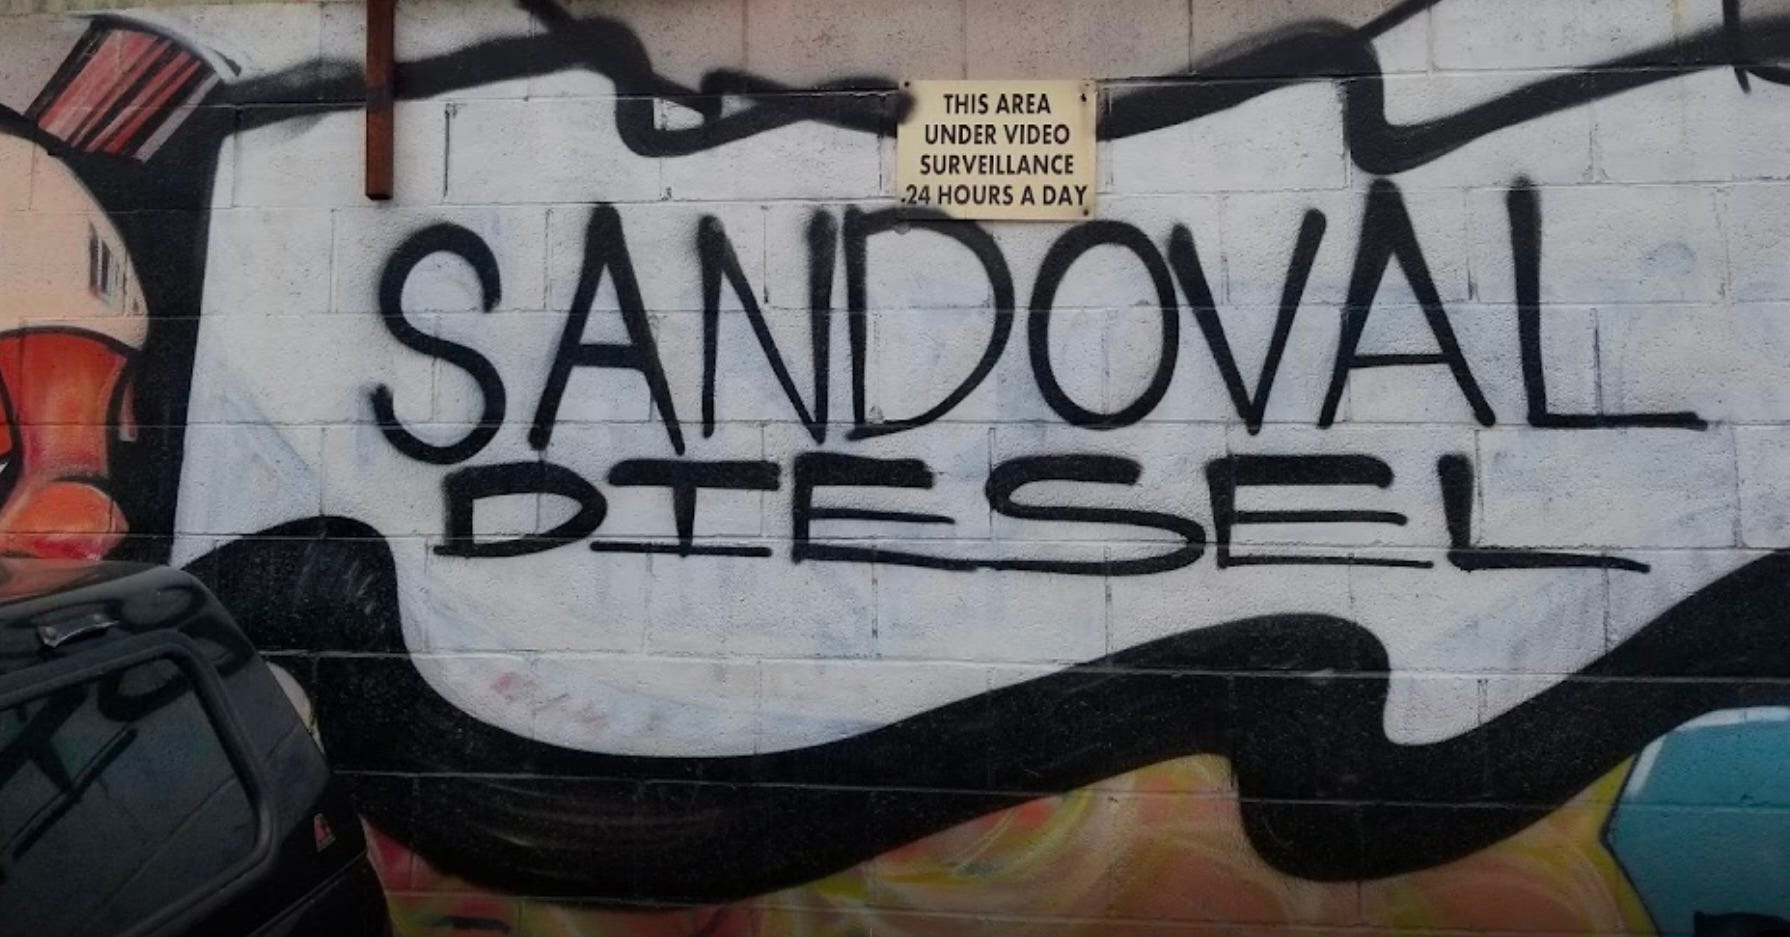 THIS AREA
UNDER VIDEO
SURVEILLANCE
24 HOURS A DAY
SANDOVAL
DIESEL